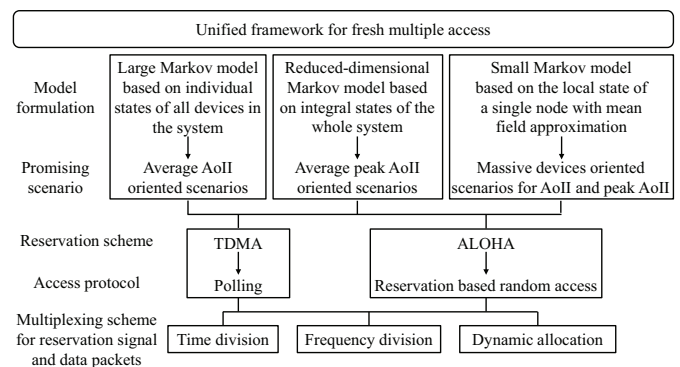 Unified framework for fresh multiple access
Model
formulation
Large Markov model
based on individual
states of all devices in
the system
Reduced-dimensional
Markov model based
on integral states of the
whole system
Small Markov model
based on the local state of
a single node with mean
field approximation
Promising
scenario
Average AoII
oriented scenarios
Average peak AoII
oriented scenarios
Massive devices oriented
scenarios for AoII and peak AoII
Reservation scheme
TDMA
ALOHA
Access protocol
Polling
Reservation based random access
Multiplexing scheme
for reservation signal
and data packets
Time division
Frequency division
Dynamic allocation